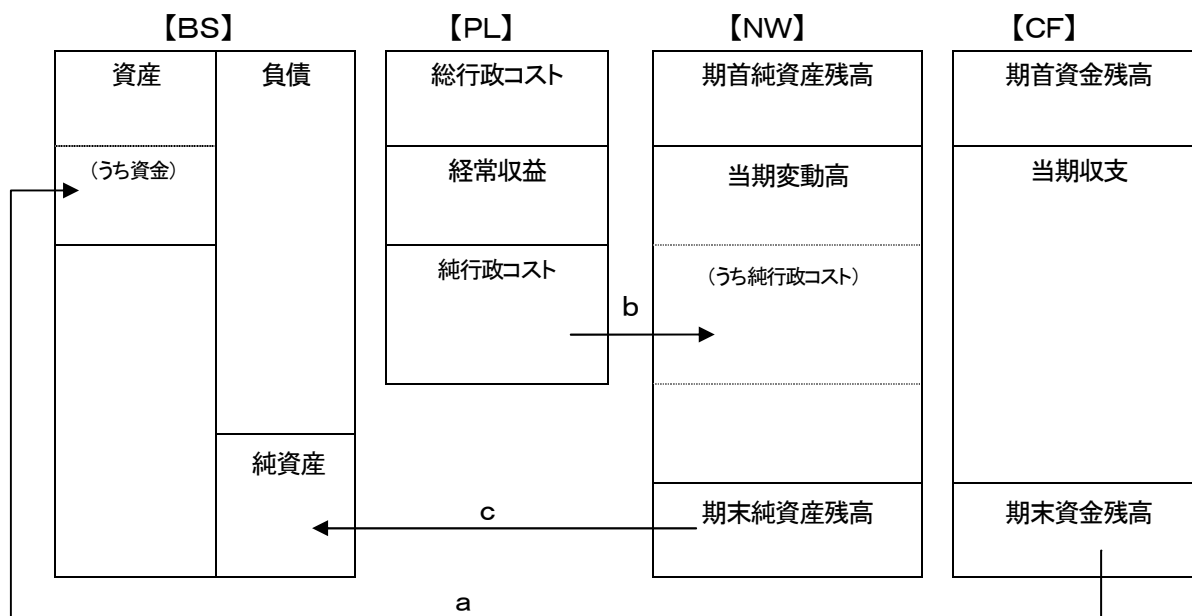 【BS】 【PL】 【NW】 【CF】
資産 負債 総行政コスト 期首純資産残高 期首資金残高
(うち資金) 経常収益 当期変動高 当期収支
純行政コスト (うち純行政コスト)
b
純資産 期末純資産残高 期末資金残高
c
a